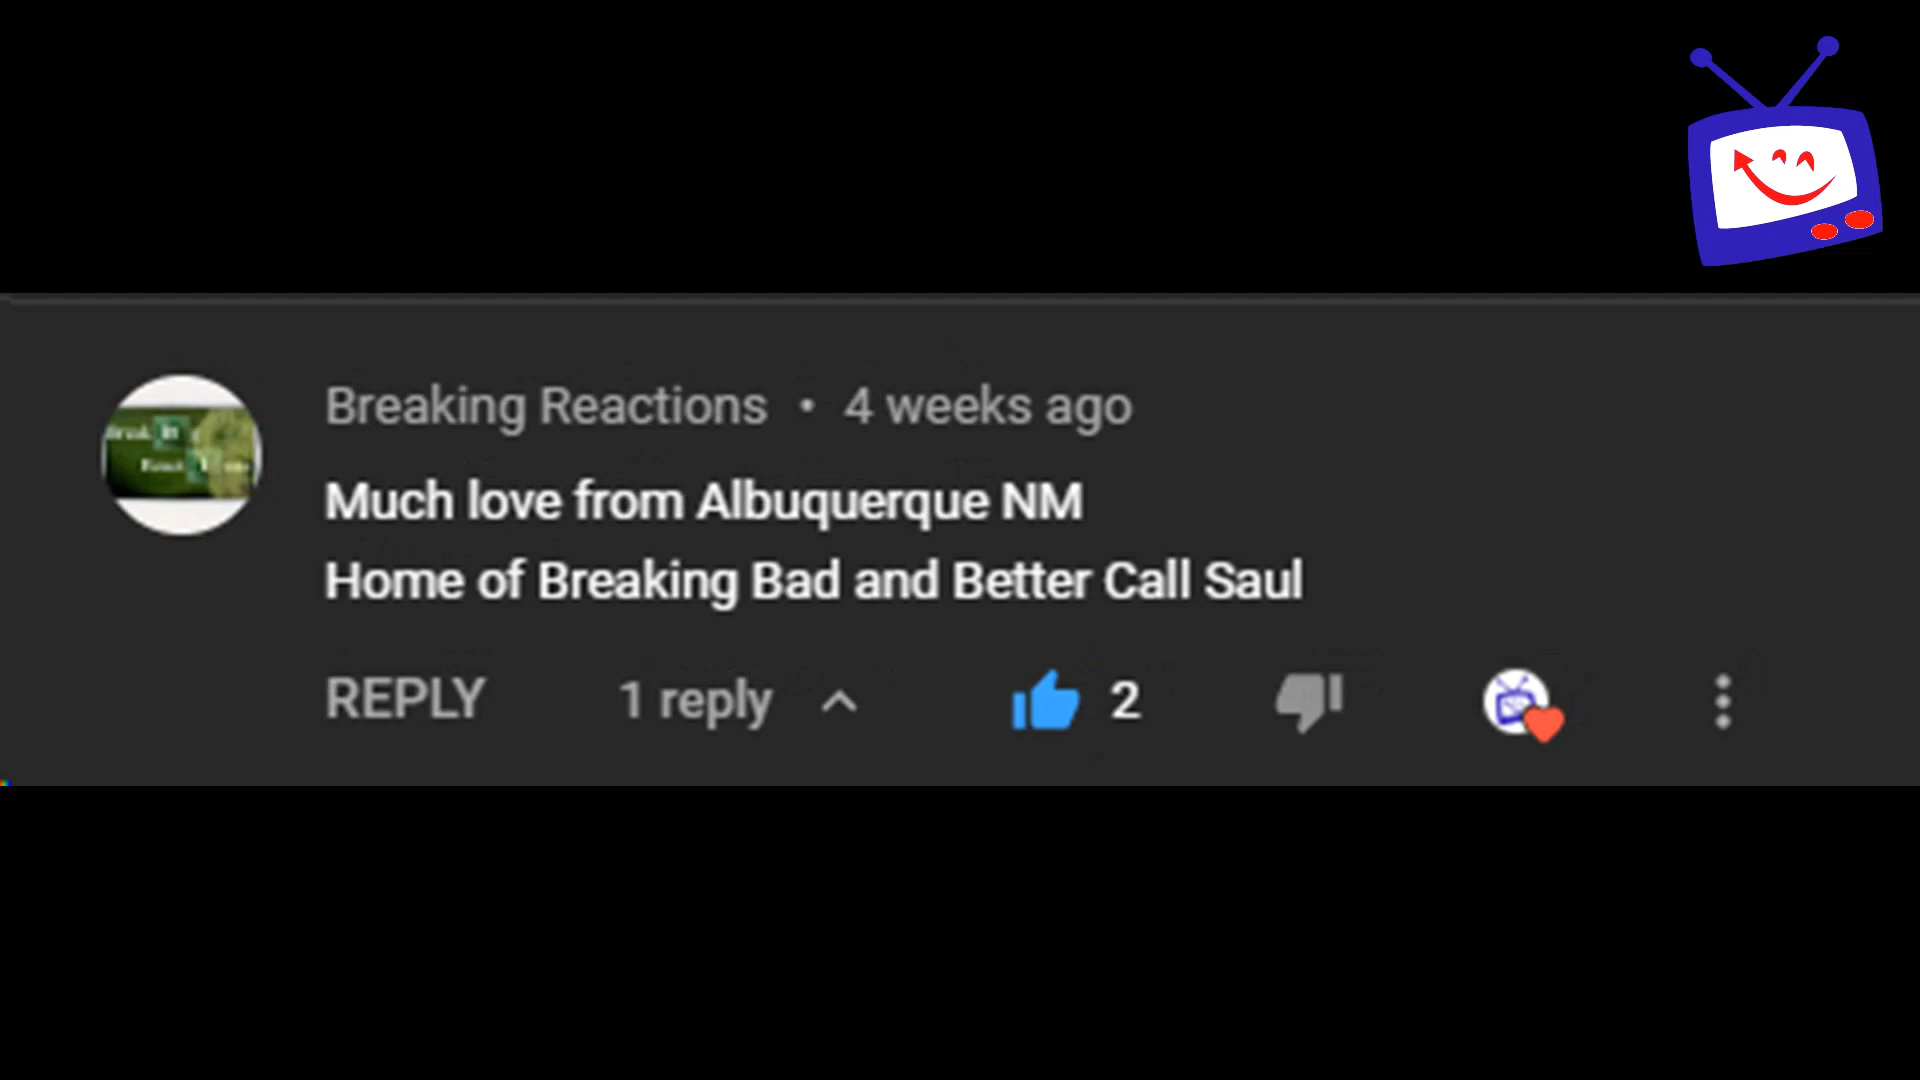 Breaking Reactions • 4 weeks ago
Much love from Albuquerque NM
Home of Breaking Bad and Better Call Saul
REPLY 1 reply 2